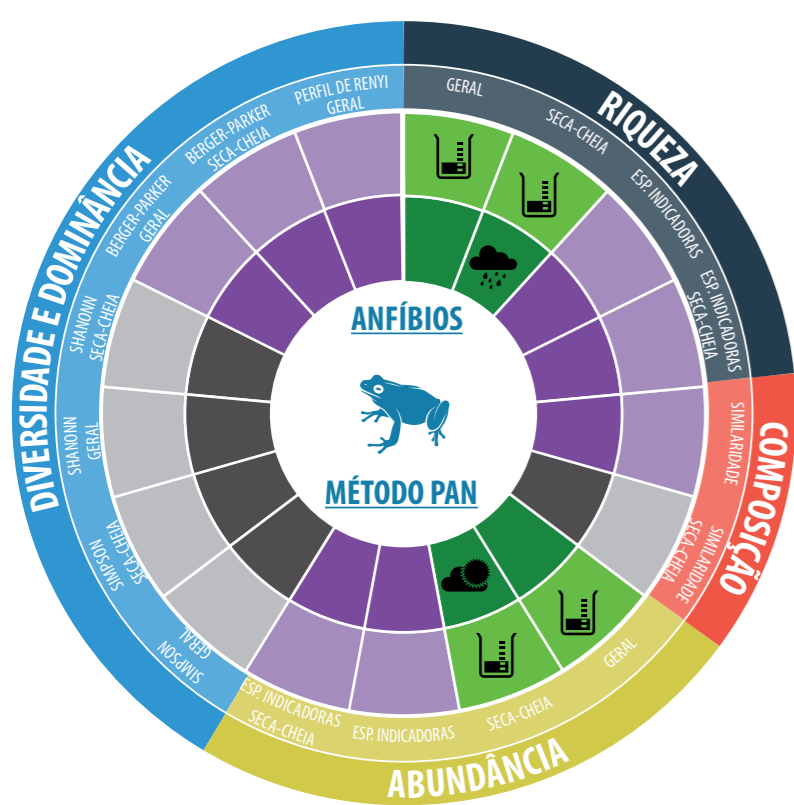 RIQUEZA
GERAL
SECA-CHEIA
ESP. INDICADORAS
ESP. INDICADORAS
SECA-CHEIA
COMPOSIÇÃO
SIMILARIDADE
SIMILARIDADE
SECA-CHEIA
ABUNDÂNCIA
GERAL
SECA-CHEIA
ESP. INDICADORAS
ESP. INDICADORAS
SECA-CHEIA
DIVERSIDADE E DOMINÂNCIA
SIMPSON
GERAL
SIMPSON
SECA-CHEIA
SHANONN
GERAL
SHANONN
SECA-CHEIA
BERGER-PARKER
GERAL
BERGER-PARKER
SECA-CHEIA
PERFIL DE RENYI
GERAL
ANFÍBIOS
MÉTODO PAN